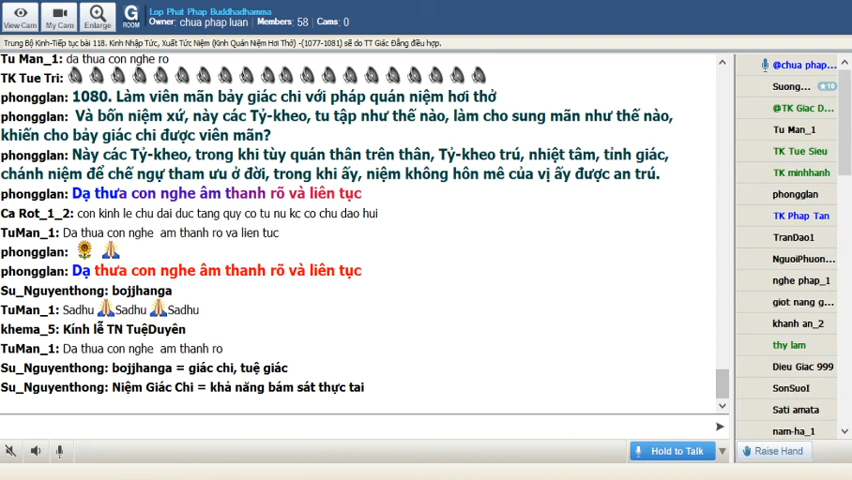 View Cam
My Cam
Enlarge
G
ROOM
Lop Phat Phap Buddhadhamma
Owner: chua phap luan Members: 58 Cams: 0
Trung Bộ Kinh-Tiếp tục bài 118. Kinh Nhập Tức, Xuất Tức Niệm (Kinh Quán Niệm Hơi Thở) -(1077-1081) sẽ do TT Giác Đẳng đảm hợp.
Tu Man_1: da thua con nghe ro
TK Tue Tri:
phongglan: 1080. Làm viên mãn bảy giác chi với pháp quán niệm hơi thở
phongglan: Và bốn niệm xứ, này các Tỷ-kheo, tu tập như thế nào, làm cho sung mãn như thế nào,
khiến cho bảy giác chi được viên mãn?
phongglan: Này các Tỷ-kheo, trong khi tùy quán thân trên thân, Tỷ-kheo trú, nhiệt tâm, tỉnh giác,
chánh niệm để chế ngự tham ưu ở đời, trong khi ấy, niệm không hôn mê của vị ấy được an trú.
phongglan: Dạ thưa con nghe âm thanh rõ và liên tục
Ca Rot_1_2: con kinh le chu dai duc tang quy co tu nu kc co chu dao hui
TuMan_1: Da thua con nghe am thanh ro va lien tuc
phongglan:
phongglan: Dạ thưa con nghe âm thanh rõ và liên tục
Su_Nguyenthong: bojjhanga
TuMan_1: Sadhu Sadhu Sadhu
khema_5: Kính lễ TN TuệDuyên
TuMan_1: Da thua con nghe am thanh ro
Su_Nguyenthong: bojjhanga = giác chi, tuệ giác
Su_Nguyenthong: Niệm Giác Chi = khả năng bám sát thực tai
Hold to Talk
@chua phap...
Suong... 10
@TK Giac D...
Tu Man_1
TK Tue Sieu
TK minhhanh
phongglan
TK Phap Tan
TranDao1
NguoiPhuon...
nghe phap_1
giot nang g...
khanh an_2
thy lam
Dieu Giac 999
SonSuoI
Sati amata
nam-ha_1
Raise Hand